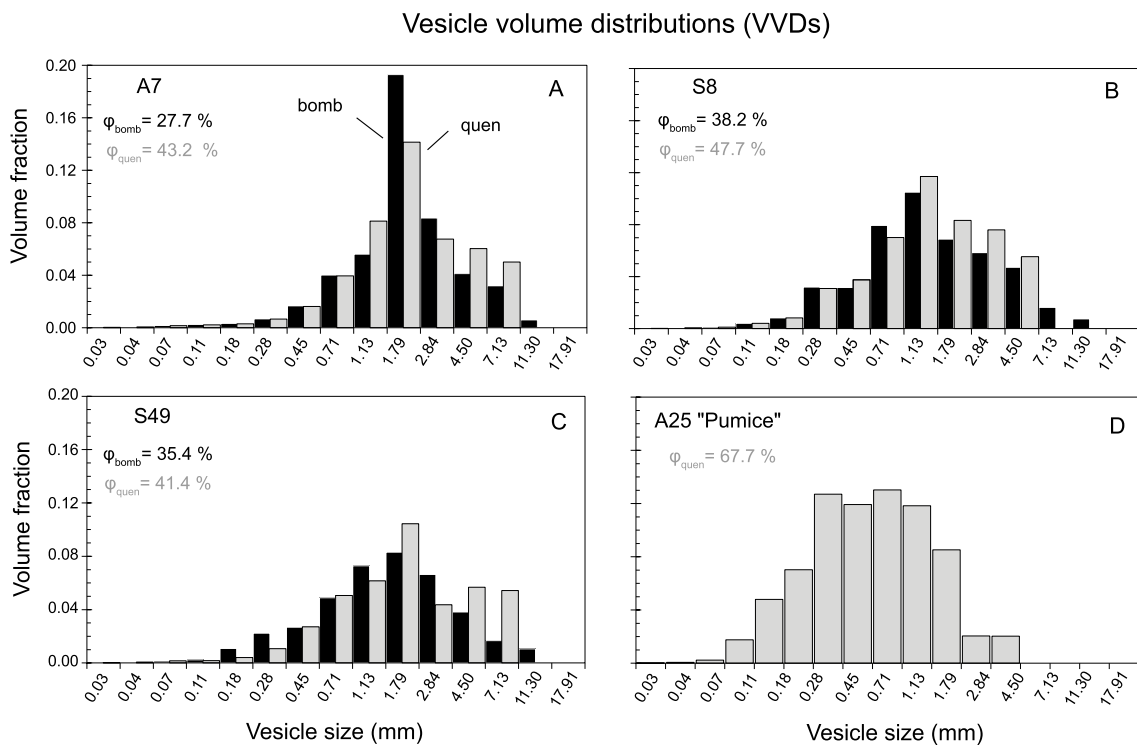 Vesicle volume distributions (VVDs)
A7
A
φbomb= 27.7 %
φquen= 43.2 %
bomb
quen
Volume fraction
0.20
0.16
0.12
0.08
0.04
0.00
0.03 0.04 0.07 0.11 0.18 0.28 0.45 0.71 1.13 1.79 2.84 4.50 7.13 11.30 17.91
S8
B
φbomb= 38.2 %
φquen= 47.7 %
0.03 0.04 0.07 0.11 0.18 0.28 0.45 0.71 1.13 1.79 2.84 4.50 7.13 11.30 17.91
S49
C
φbomb= 35.4 %
φquen= 41.4 %
Volume fraction
0.20
0.16
0.12
0.08
0.04
0.00
0.03 0.04 0.07 0.11 0.18 0.28 0.45 0.71 1.13 1.79 2.84 4.50 7.13 11.30 17.91
Vesicle size (mm)
A25 "Pumice"
D
φquen= 67.7 %
0.03 0.04 0.07 0.11 0.18 0.28 0.45 0.71 1.13 1.79 2.84 4.50 7.13 11.30 17.91
Vesicle size (mm)